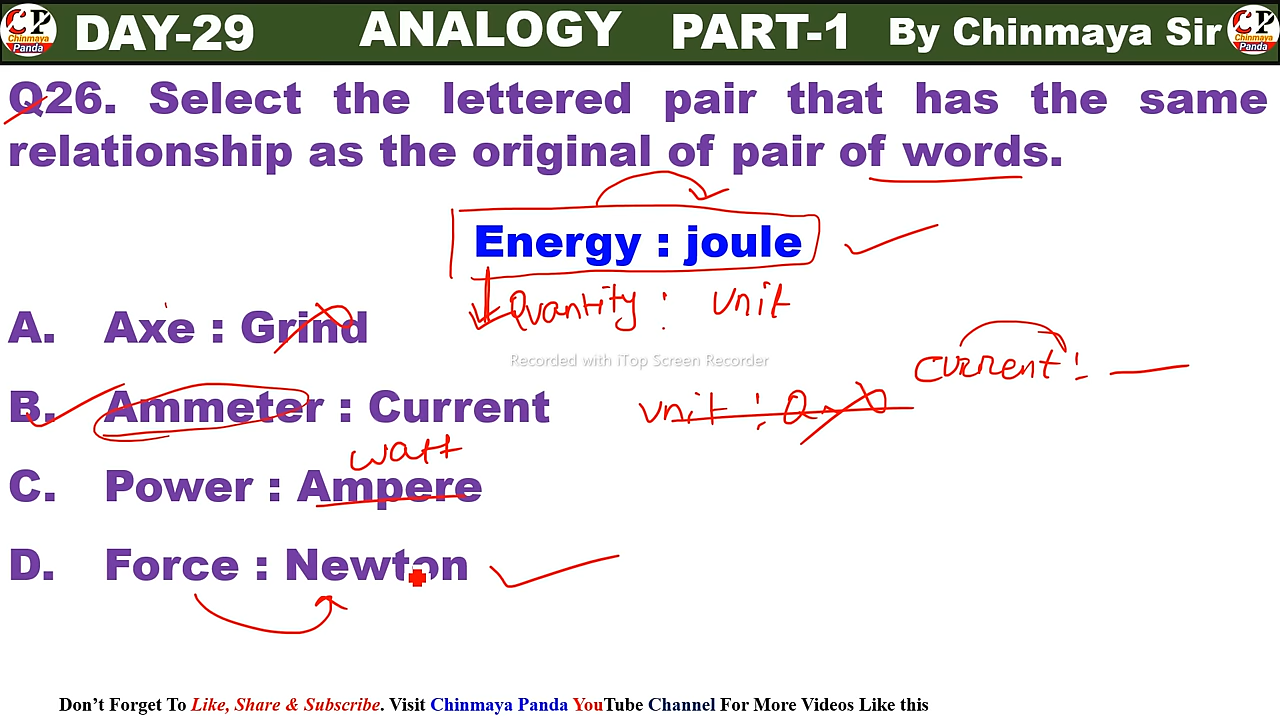 CP Chinmaya Panda DAY-29 ANALOGY PART-1 By Chinmaya Sir CP Chinmaya Panda
Q26. Select the lettered pair that has the same
relationship as the original of pair of words.
Energy : joule
Quantity : unit
A. Axe : Grind
Recorded with iTop Screen Recorder
current :
B. Ammeter : Current unit :
watt
C. Power : Ampere
D. Force : Newton
Don't Forget To Like, Share & Subscribe. Visit Chinmaya Panda YouTube Channel For More Videos Like this